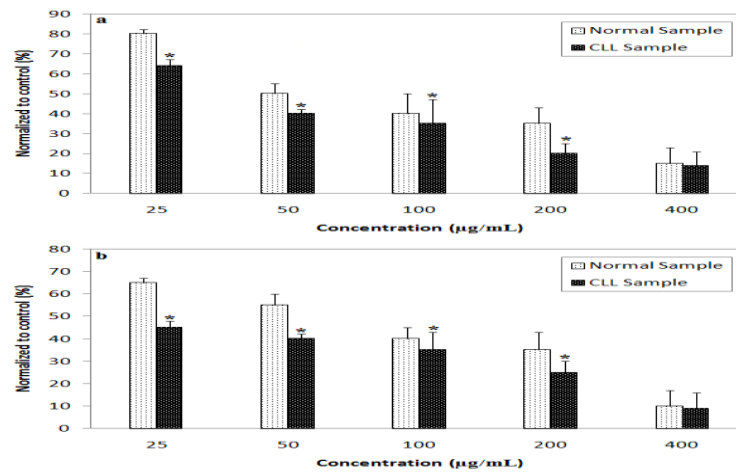 a
Normal Sample
CLL Sample
Normalized to control (%)
90
80
70
60
50
40
30
20
10
0
*
*
*
*
25 50 100 200 400
Concentration (µg/mL)
b
Normal Sample
CLL Sample
Normalized to control (%)
80
70
60
50
40
30
20
10
0
*
*
*
*
25 50 100 200 400
Concentration (µg/mL)